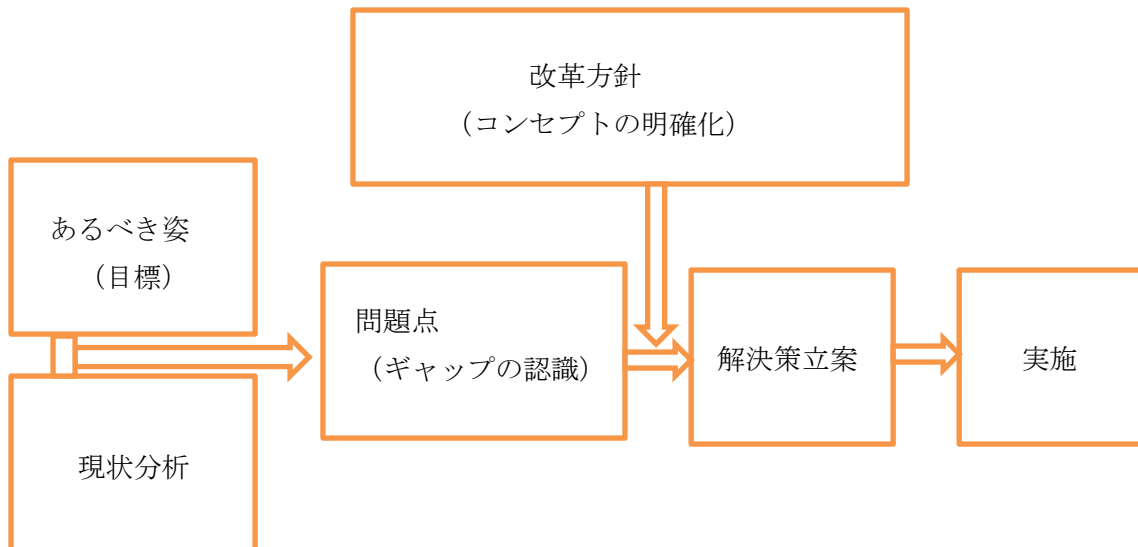 改革方針
（コンセプトの明確化）
あるべき姿
（目標）
問題点
（ギャップの認識）
解決策立案
実施
現状分析